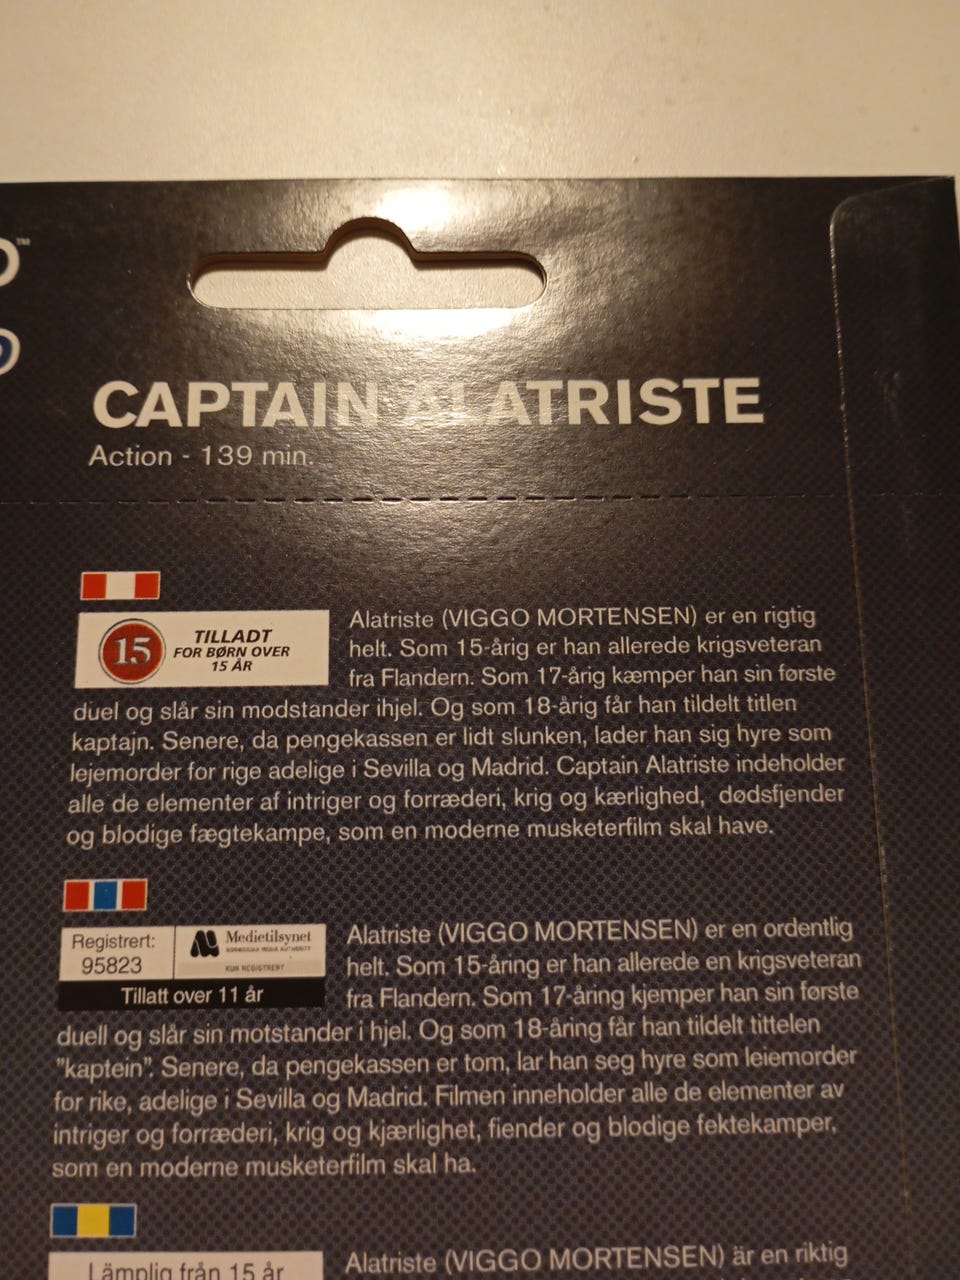 ™
CAPTAIN ALATRISTE
Action - 139 min.
15
TILLADT
FOR BØRN OVER
15 ÅR
Alatriste (VIGGO MORTENSEN) er en rigtig
helt. Som 15-årig er han allerede krigsveteran
fra Flandern. Som 17-årig kæmper han sin første
duel og slår sin modstander ihjel. Og som 18-årig får han tildelt titlen
kaptajn. Senere, da pengekassen er lidt slunken, lader han sig hyre som
lejemorder for rige adelige i Sevilla og Madrid. Captain Alatriste indeholder
alle de elementer af intriger og forræderi, krig og kærlighed, dødsfjender
og blodige fægtekampe, som en moderne musketerfilm skal have.
Registrert:
95823
Medietilsynet
NORWEGIAN MEDIA AUTHORITY
KUN REGISTRERT
Tillatt over 11 år
Alatriste (VIGGO MORTENSEN) er en ordentlig
helt. Som 15-åring er han allerede en krigsveteran
fra Flandern. Som 17-åring kjemper han sin første
duell og slår sin motstander i hjel. Og som 18-åring får han tildelt tittelen
"kaptein". Senere, da pengekassen er tom, lar han seg hyre som leiemorder
for rike, adelige i Sevilla og Madrid. Filmen inneholder alle de elementer av
intriger og forræderi, krig og kjærlighet, fiender og blodige fektekamper,
som en moderne musketerfilm skal ha.
Lämplig från 15 år
Alatriste (VIGGO MORTENSEN) är en riktig